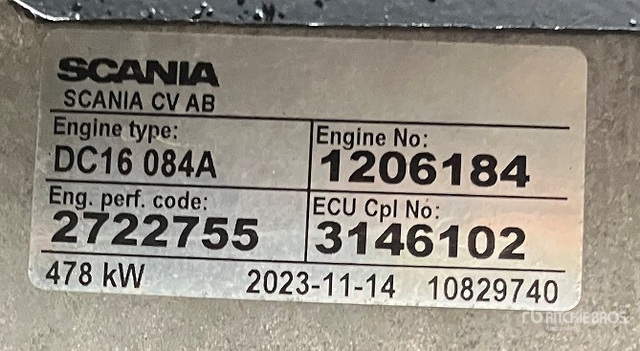 SCANIA
SCANIA CV AB
Engine type:
DC16 084A
Engine No:
1206184
Eng. perf. code:
2722755
ECU Cpl No:
3146102
478 kW 2023-11-14 10829740
RITCHIE BROS